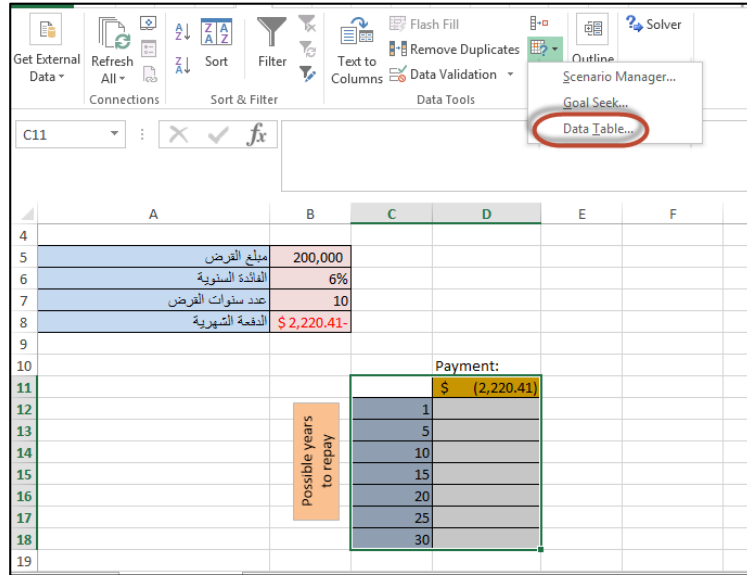 Get External
Data
Refresh
All
Connections
A
Z
Z
A
Z A
A Z
Sort
Filter
Sort & Filter
Text to
Columns
Flash Fill
Remove Duplicates
Data Validation
Data Tools
Outline
Solver
Scenario Manager...
Goal Seek...
Data Table...
C11
fx
A B C D E F
4
5 مبلغ القرض 200,000
6 الفائدة السنوية 6%
7 عدد سنوات القرض 10
8 الدفعة الشهرية $ 2,220.41-
9
10 Payment:
11 $ (2,220.41)
12 1
13 5
14 10
15 15
16 20
17 25
18 30
19
Possible years
to repay